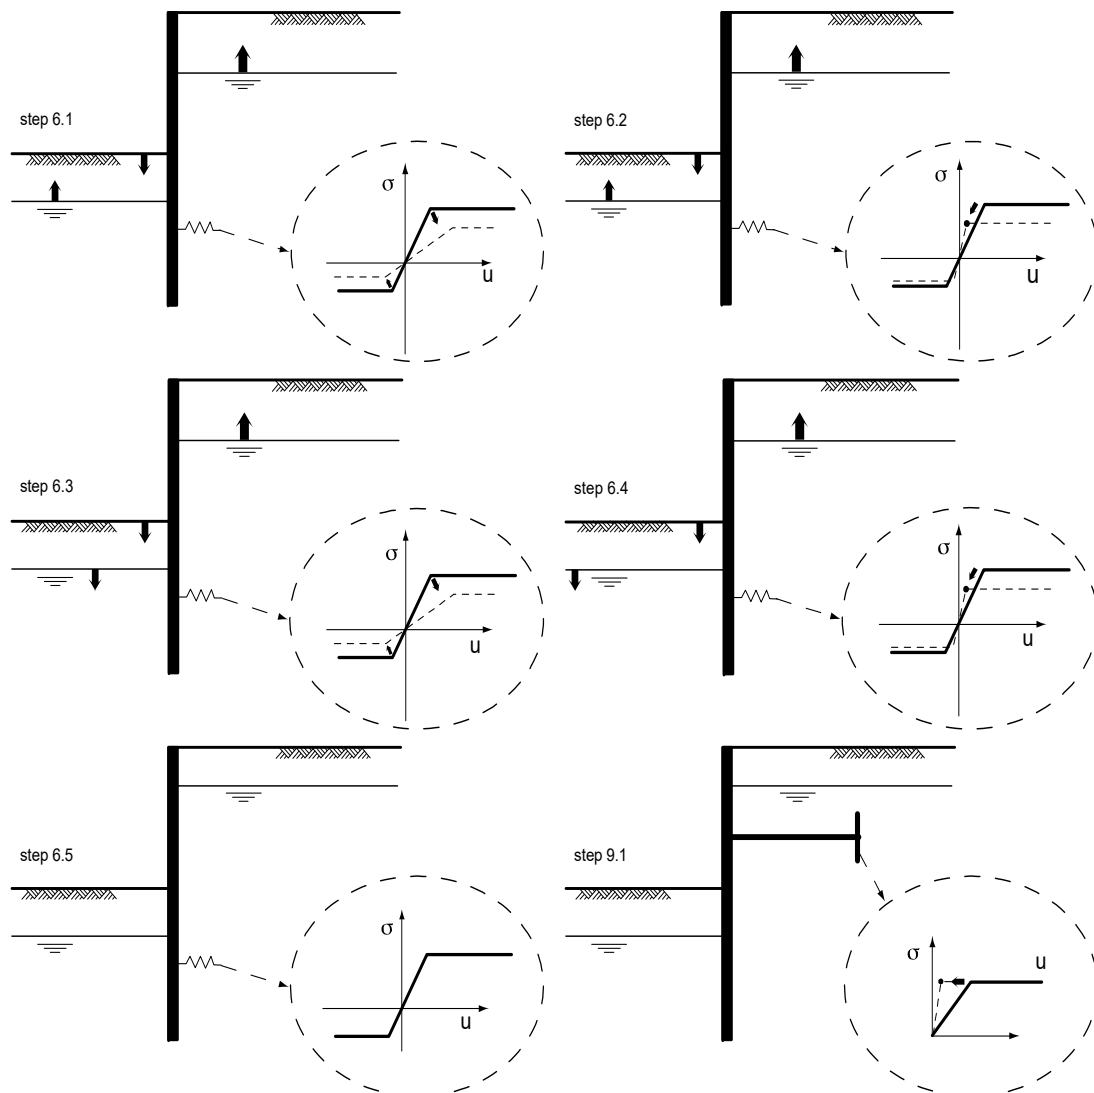 step 6.1
σ
u
step 6.2
σ
u
step 6.3
σ
u
step 6.4
σ
u
step 6.5
σ
u
step 9.1
σ
u